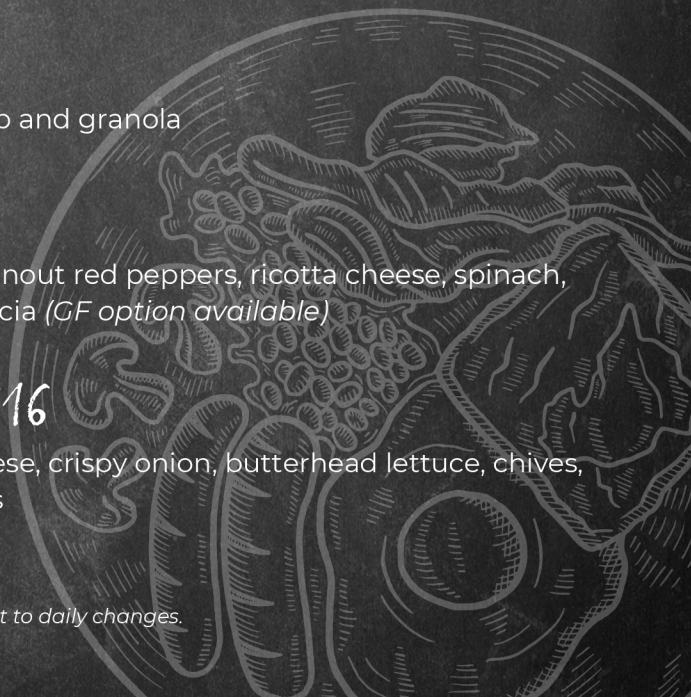 and granola
nout red peppers, ricotta cheese, spinach,
cia (GF option available)
16
ese, crispy onion, butterhead lettuce, chives,
s
t to daily changes.